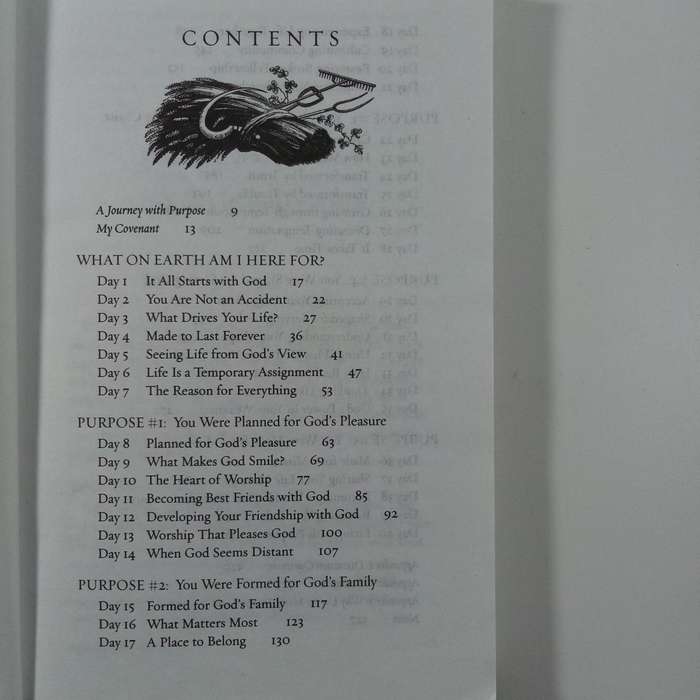 CONTENTS
A Journey with Purpose 9
My Covenant 13
WHAT ON EARTH AM I HERE FOR?
Day 1 It All Starts with God 17
Day 2 You Are Not an Accident 22
Day 3 What Drives Your Life? 27
Day 4 Made to Last Forever 36
Day 5 Seeing Life from God's View 41
Day 6 Life Is a Temporary Assignment 47
Day 7 The Reason for Everything 53
PURPOSE #1: You Were Planned for God's Pleasure
Day 8 Planned for God's Pleasure 63
Day 9 What Makes God Smile? 69
Day 10 The Heart of Worship 77
Day 11 Becoming Best Friends with God 85
Day 12 Developing Your Friendship with God 92
Day 13 Worship That Pleases God 100
Day 14 When God Seems Distant 107
PURPOSE #2: You Were Formed for God's Family
Day 15 Formed for God's Family 117
Day 16 What Matters Most 123
Day 17 A Place to Belong 130